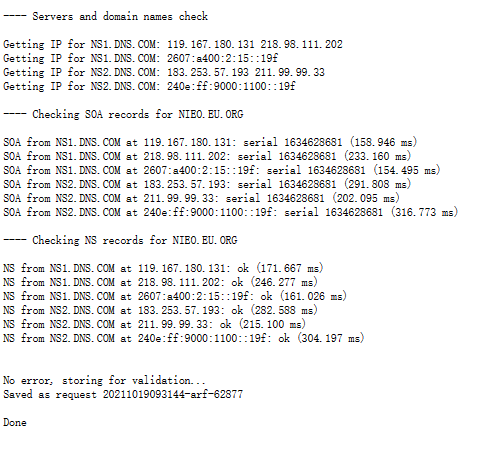 ---- Servers and domain names check
Getting IP for NS1.DNS.COM: 119.167.180.131 218.98.111.202
Getting IP for NS1.DNS.COM: 2607:a400:2:15::19f
Getting IP for NS2.DNS.COM: 183.253.57.193 211.99.99.33
Getting IP for NS2.DNS.COM: 240e:ff:9000:1100::19f
---- Checking SOA records for NIEO.EU.ORG
SOA from NS1.DNS.COM at 119.167.180.131: serial 1634628681 (158.946 ms)
SOA from NS1.DNS.COM at 218.98.111.202: serial 1634628681 (233.160 ms)
SOA from NS1.DNS.COM at 2607:a400:2:15::19f: serial 1634628681 (154.495 ms)
SOA from NS2.DNS.COM at 183.253.57.193: serial 1634628681 (291.808 ms)
SOA from NS2.DNS.COM at 211.99.99.33: serial 1634628681 (202.095 ms)
SOA from NS2.DNS.COM at 240e:ff:9000:1100::19f: serial 1634628681 (316.773 ms)
---- Checking NS records for NIEO.EU.ORG
NS from NS1.DNS.COM at 119.167.180.131: ok (171.667 ms)
NS from NS1.DNS.COM at 218.98.111.202: ok (246.277 ms)
NS from NS1.DNS.COM at 2607:a400:2:15::19f: ok (161.026 ms)
NS from NS2.DNS.COM at 183.253.57.193: ok (282.588 ms)
NS from NS2.DNS.COM at 211.99.99.33: ok (215.100 ms)
NS from NS2.DNS.COM at 240e:ff:9000:1100::19f: ok (304.197 ms)
No error, storing for validation...
Saved as request 20211019093144-arf-62877
Done